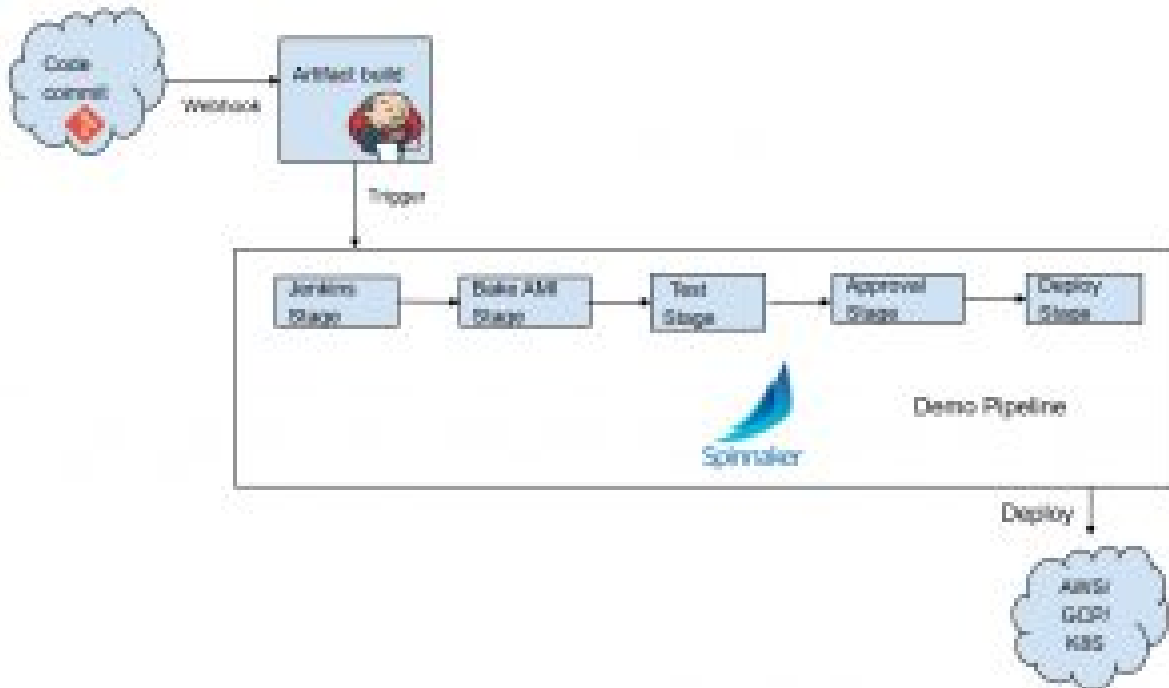 Code
commit
Webhook
Artifact build
Trigger
Jenkins
Stage
Bake AMI
Stage
Test
Stage
Approval
Stage
Deploy
Stage
Spinnaker
Demo Pipeline
Deploy
AWS/
GCP/
K8S